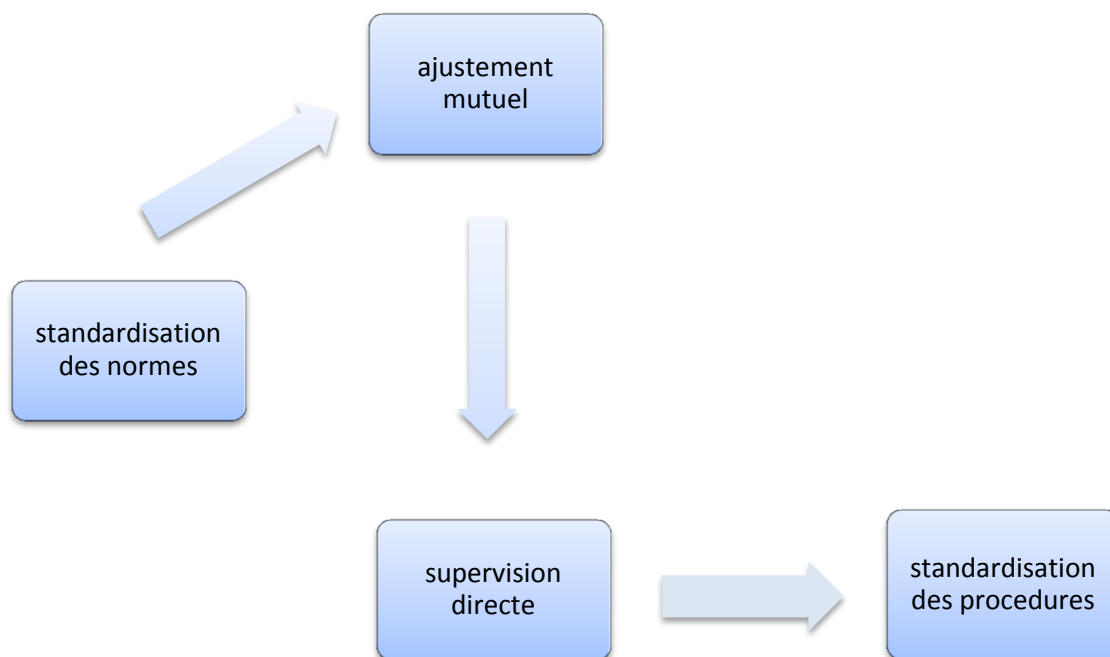 ajustement
mutuel
standardisation
des normes
supervision
directe
standardisation
des procedures